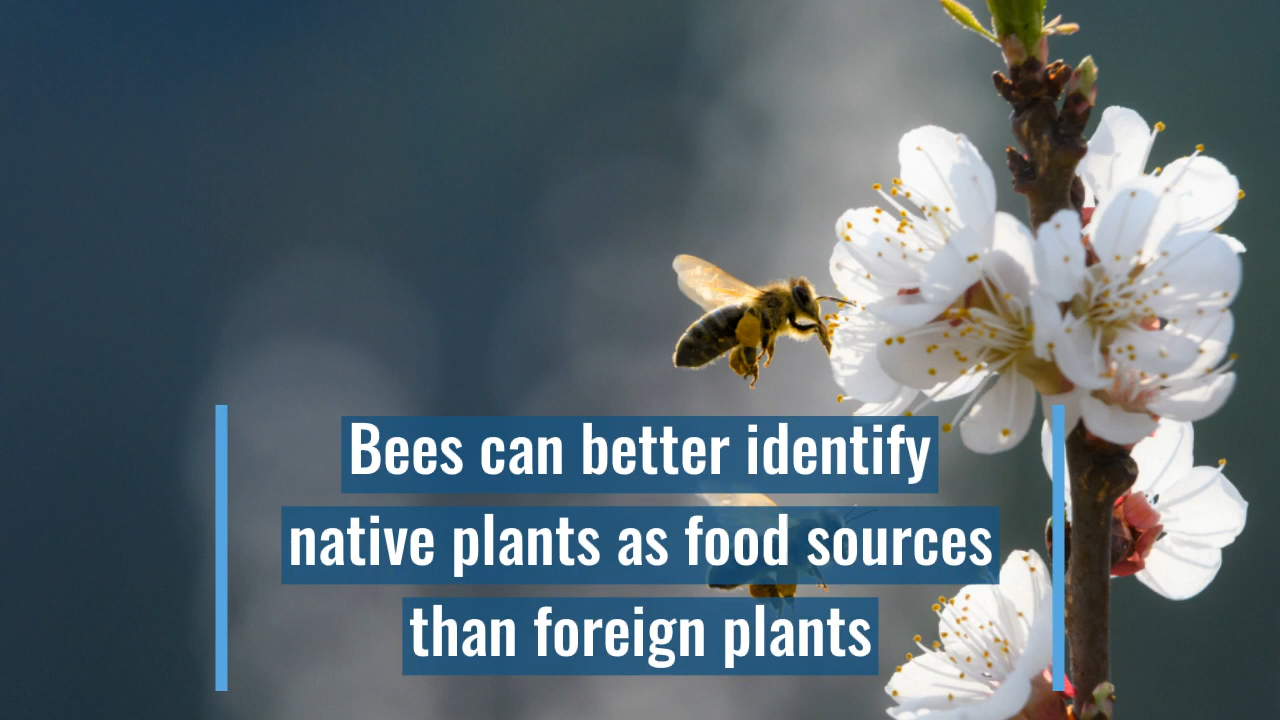 Bees can better identify
native plants as food sources
than foreign plants